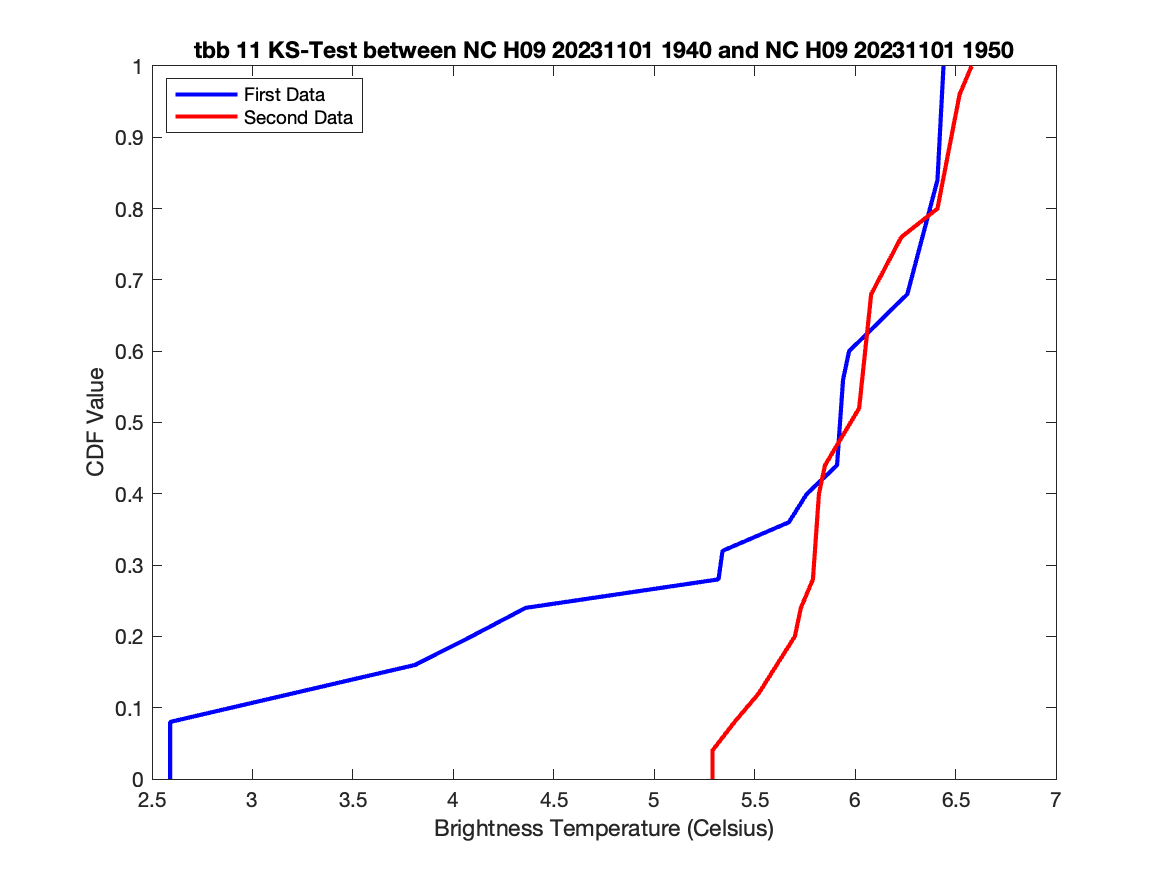 tbb 11 KS-Test between NC H09 20231101 1940 and NC H09 20231101 1950
First Data
Second Data
1
0.9
0.8
0.7
0.6
0.5
0.4
0.3
0.2
0.1
0
CDF Value
2.5 3 3.5 4 4.5 5 5.5 6 6.5 7
Brightness Temperature (Celsius)